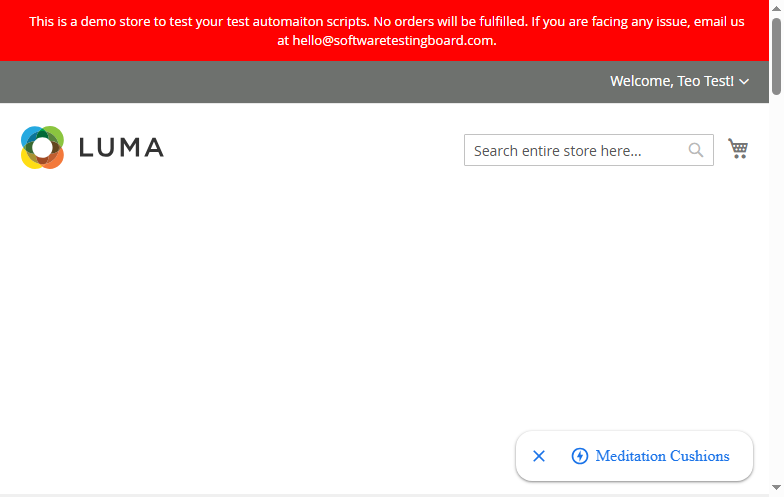 This is a demo store to test your test automaiton scripts. No orders will be fulfilled. If you are facing any issue, email us
at hello@softwaretestingboard.com.
Welcome, Teo Test!
LUMA
Search entire store here...
Meditation Cushions